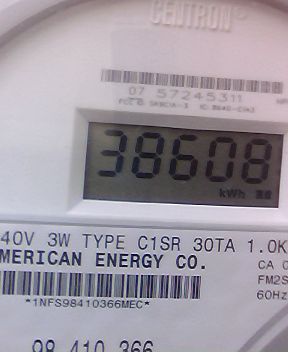 CENTRON®
07 57245311
38608
kWh
40V 3W TYPE C1SR 30TA 1.0K
MERICAN ENERGY CO.
CA 0
FM2S
60Hz
*1NFS98410366MEC*
98 410 366